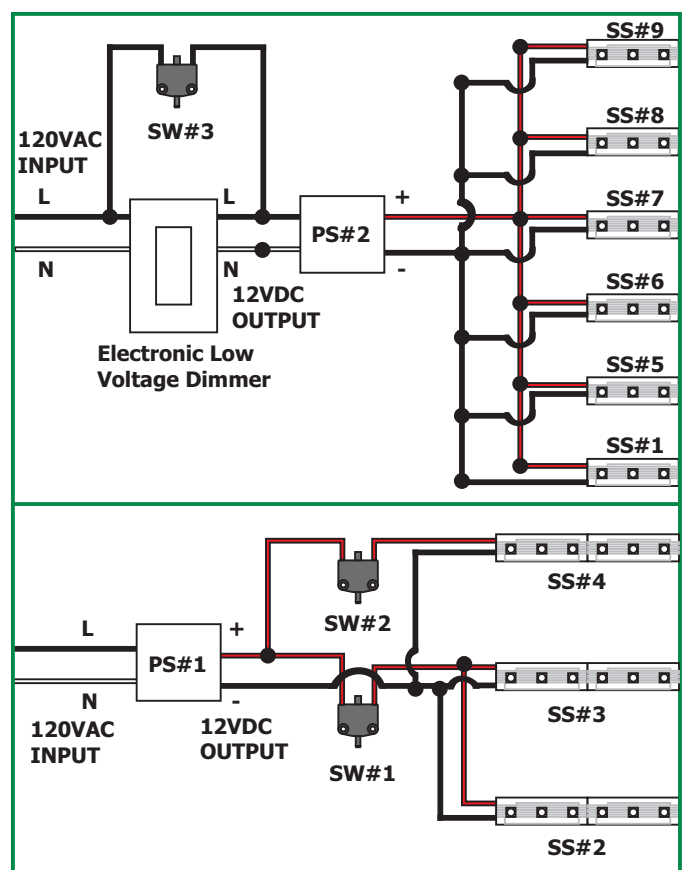 SS#9
SW#3
SS#8
120VAC
INPUT
L
L
SS#7
+
PS#2
N
N
-
12VDC
OUTPUT
SS#6
Electronic Low
Voltage Dimmer
SS#5
SS#1
SS#4
SW#2
L
+
PS#1
N
-
120VAC
INPUT
12VDC
OUTPUT
SS#3
SW#1
SS#2